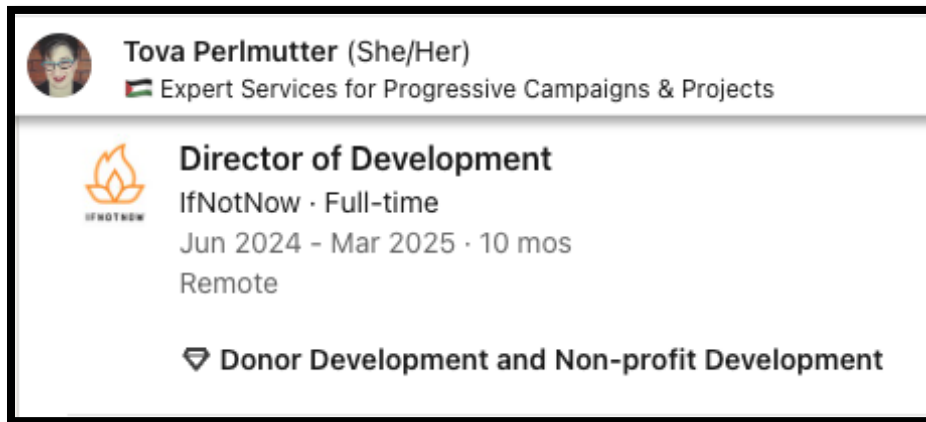 Tova Perlmutter (She/Her)
🇵🇸 Expert Services for Progressive Campaigns & Projects
Director of Development
IFNOTNOW
IfNotNow · Full-time
Jun 2024 - Mar 2025 · 10 mos
Remote
Donor Development and Non-profit Development